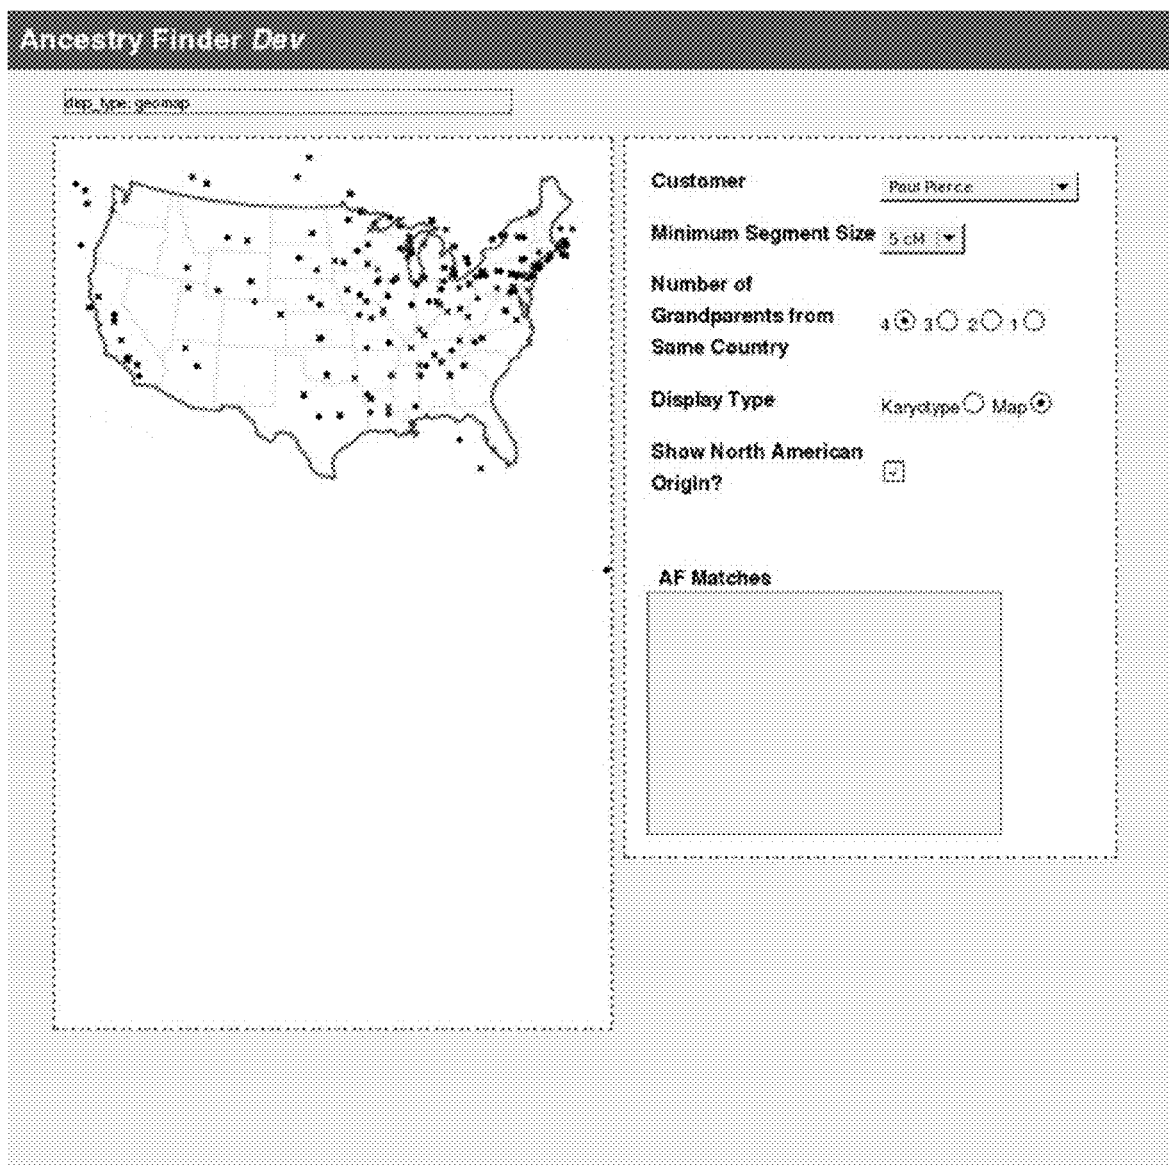 Ancestry Finder Dev
disp_type: geomap
Customer
Paul Pierce
Minimum Segment Size
5 cM
Number of
Grandparents from
Same Country
4 3 2 1
Display Type
Karyotype Map
Show North American
Origin?
AF Matches